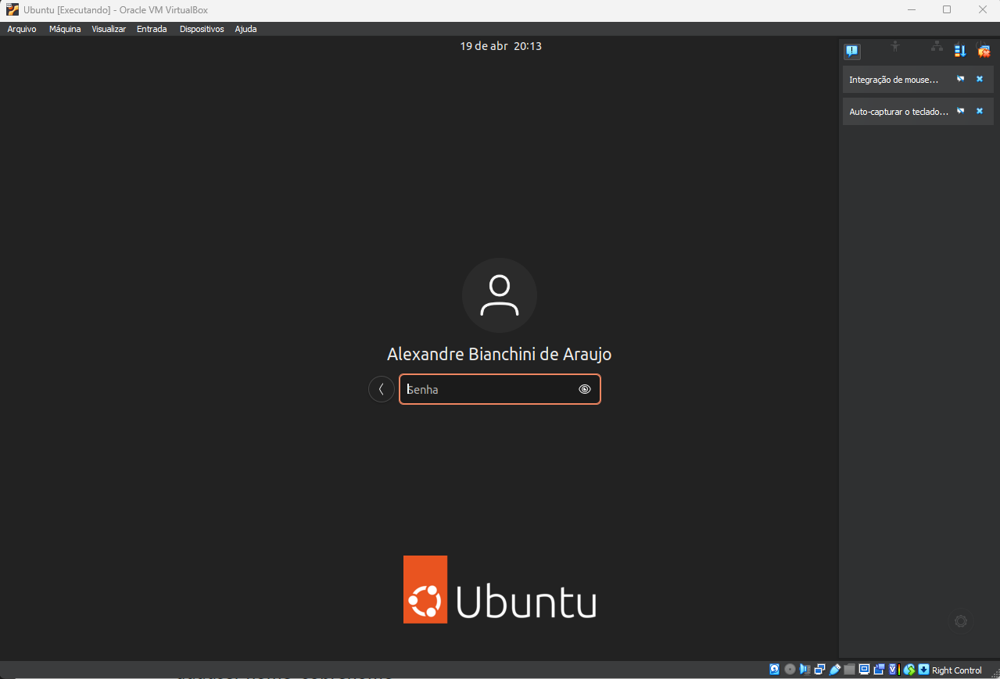 Ubuntu [Executando] - Oracle VM VirtualBox
Arquivo Máquina Visualizar Entrada Dispositivos Ajuda
19 de abr 20:13
Integração de mouse...
Auto-capturar o teclado...
Alexandre Bianchini de Araujo
Senha
Ubuntu
Right Control